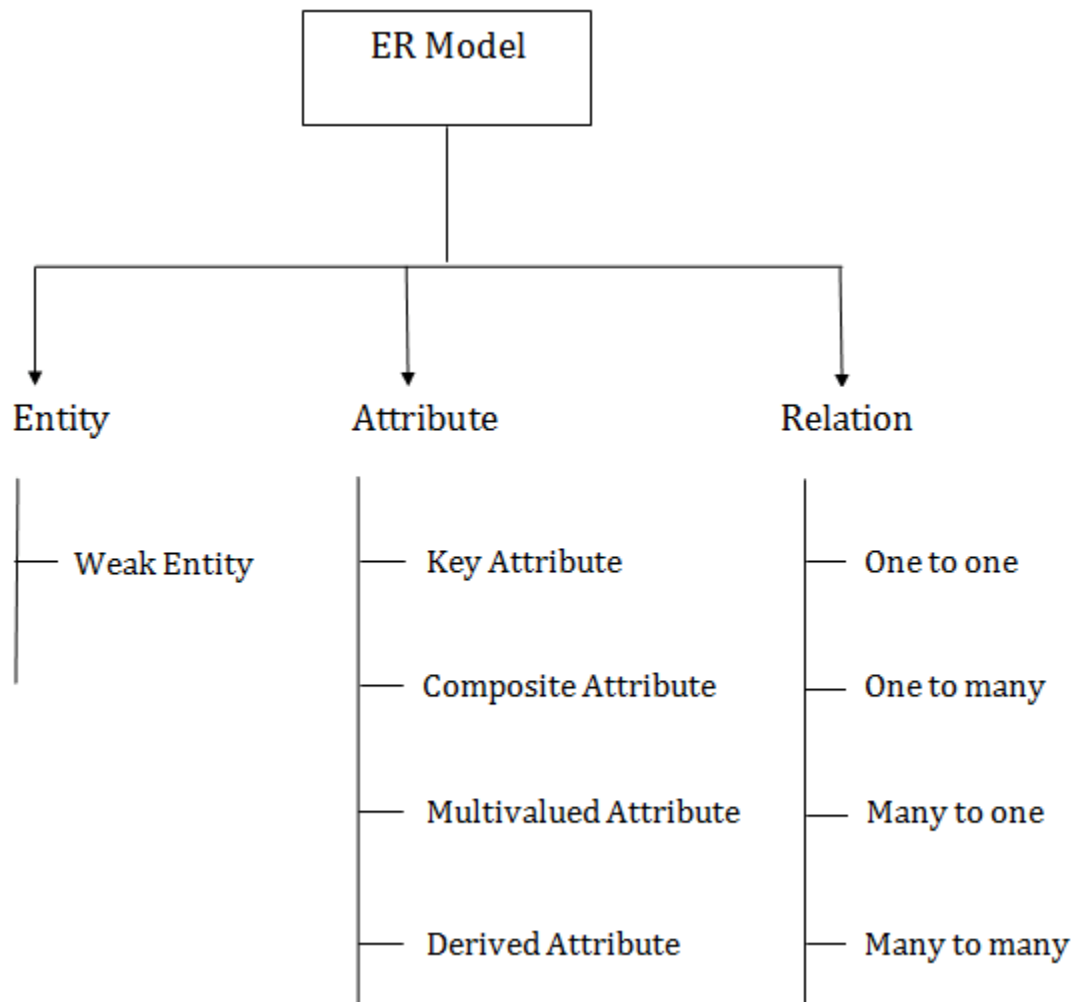 ER Model
Entity
Attribute
Relation
Weak Entity
Key Attribute
One to one
Composite Attribute
One to many
Multivalued Attribute
Many to one
Derived Attribute
Many to many